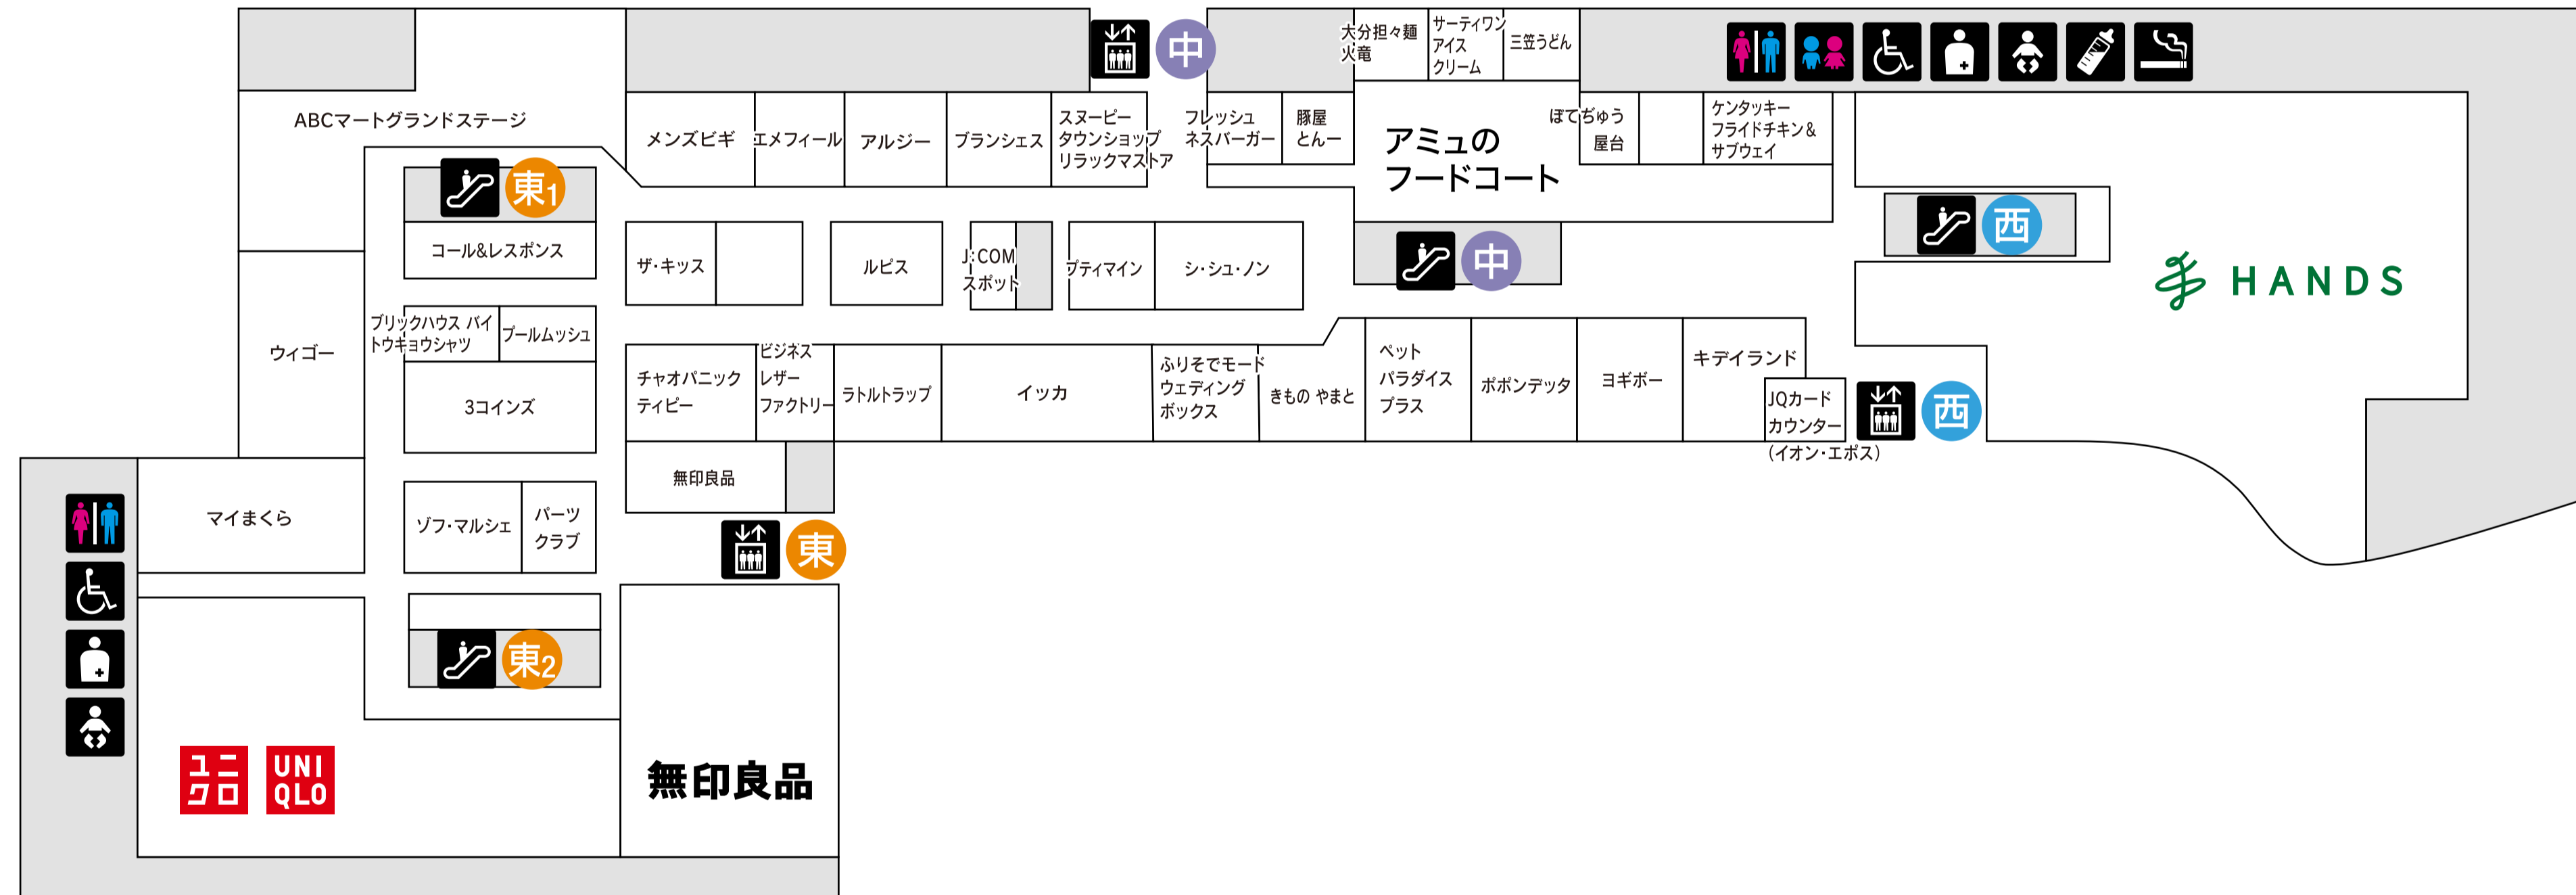 中
大分担々麺
火竜
サーティワン
アイス
クリーム
三笠うどん
ABCマートグランドステージ
メンズビギ
エメフィール
アルジー
ブランシェス
スヌーピー
タウンショップ
リラックマストア
フレッシュ
ネスバーガー
豚屋
とん一
アミュの
フードコート
ぼてぢゅう
屋台
ケンタッキー
フライドチキン&
サブウェイ
東1
コール&レスポンス
ザ・キッス
ルピス
J:COM
スポット
プティマイン
シ・シュ・ノン
中
西
HANDS
ウィゴー
ブリックハウス バイ
トウキョウシャツ
プールムッシュ
3コインズ
チャオパニック
ティピー
ビジネス
レザー
ファクトリー
ラトルトラップ
イッカ
ふりそでモード
ウェディング
ボックス
きもの やまと
ペット
パラダイス
プラス
ポポンデッタ
ヨギボー
キデイランド
JQカード
カウンター
(イオン・エポス)
西
無印良品
マイまくら
ゾフ・マルシェ
パーツ
クラブ
東
東2
ユニ
クロ
UNI
QLO
無印良品